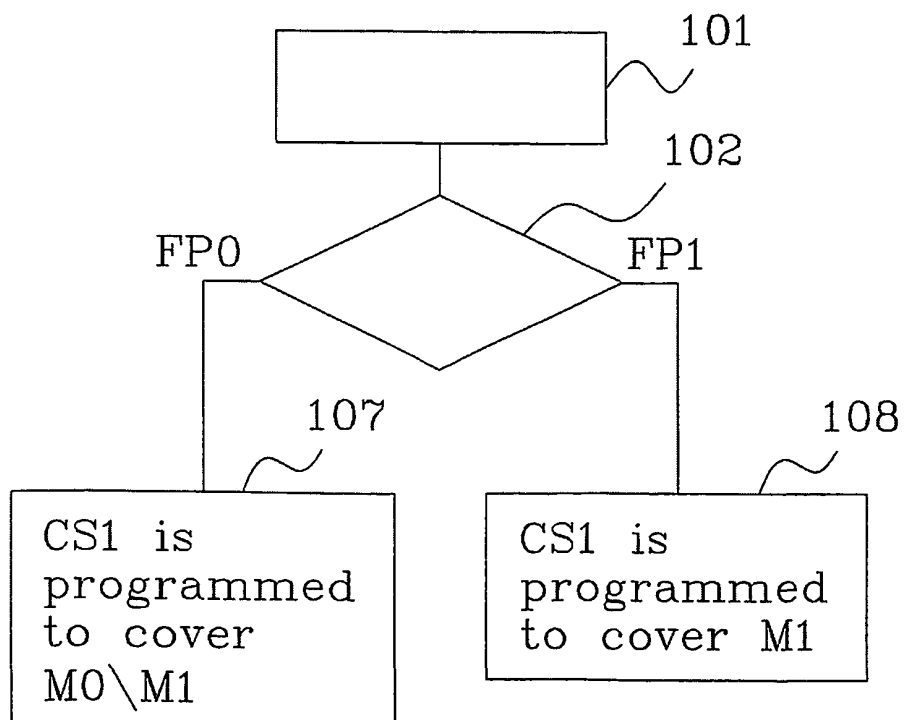 101
102
FP0
FP1
107
108
CS1 is
programmed
to cover
M0\M1
CS1 is
programmed
to cover M1